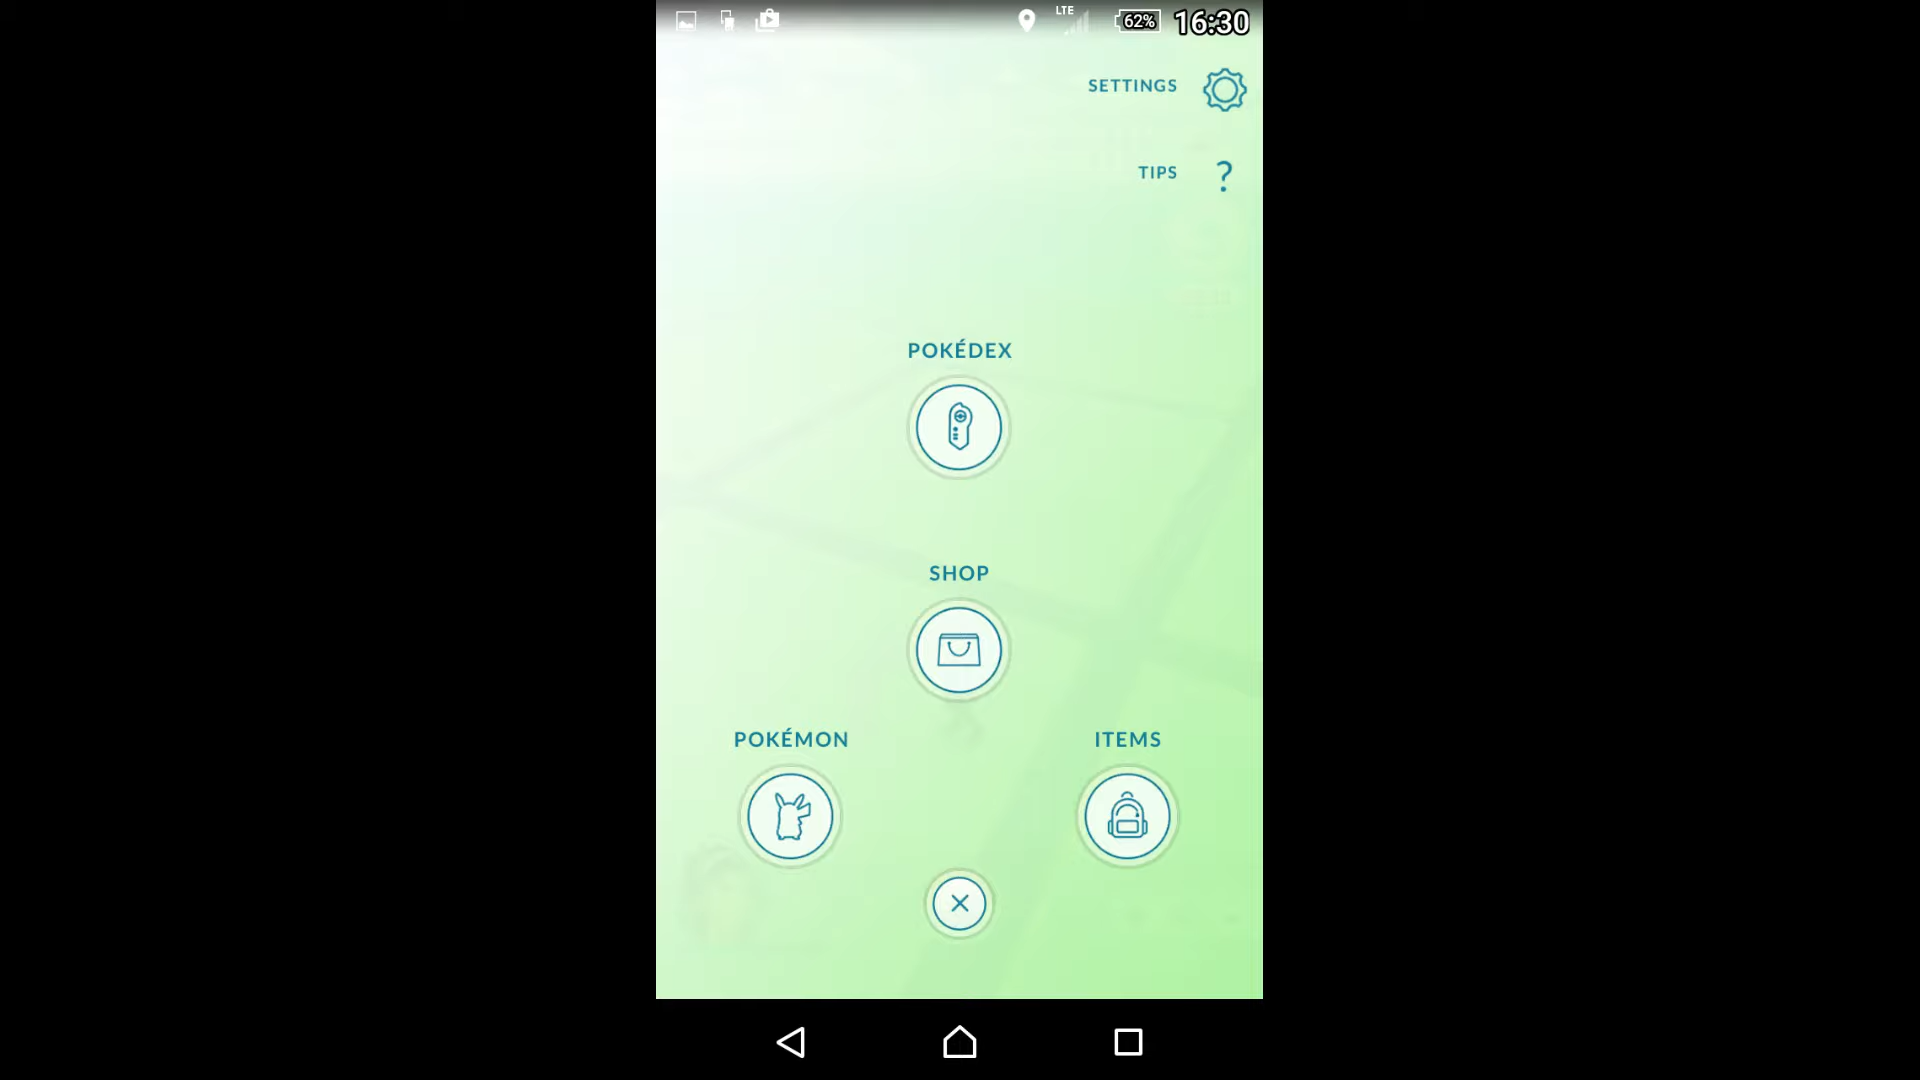 LTE
62%
16:30
SETTINGS
TIPS
?
POKÉDEX
SHOP
POKÉMON
ITEMS